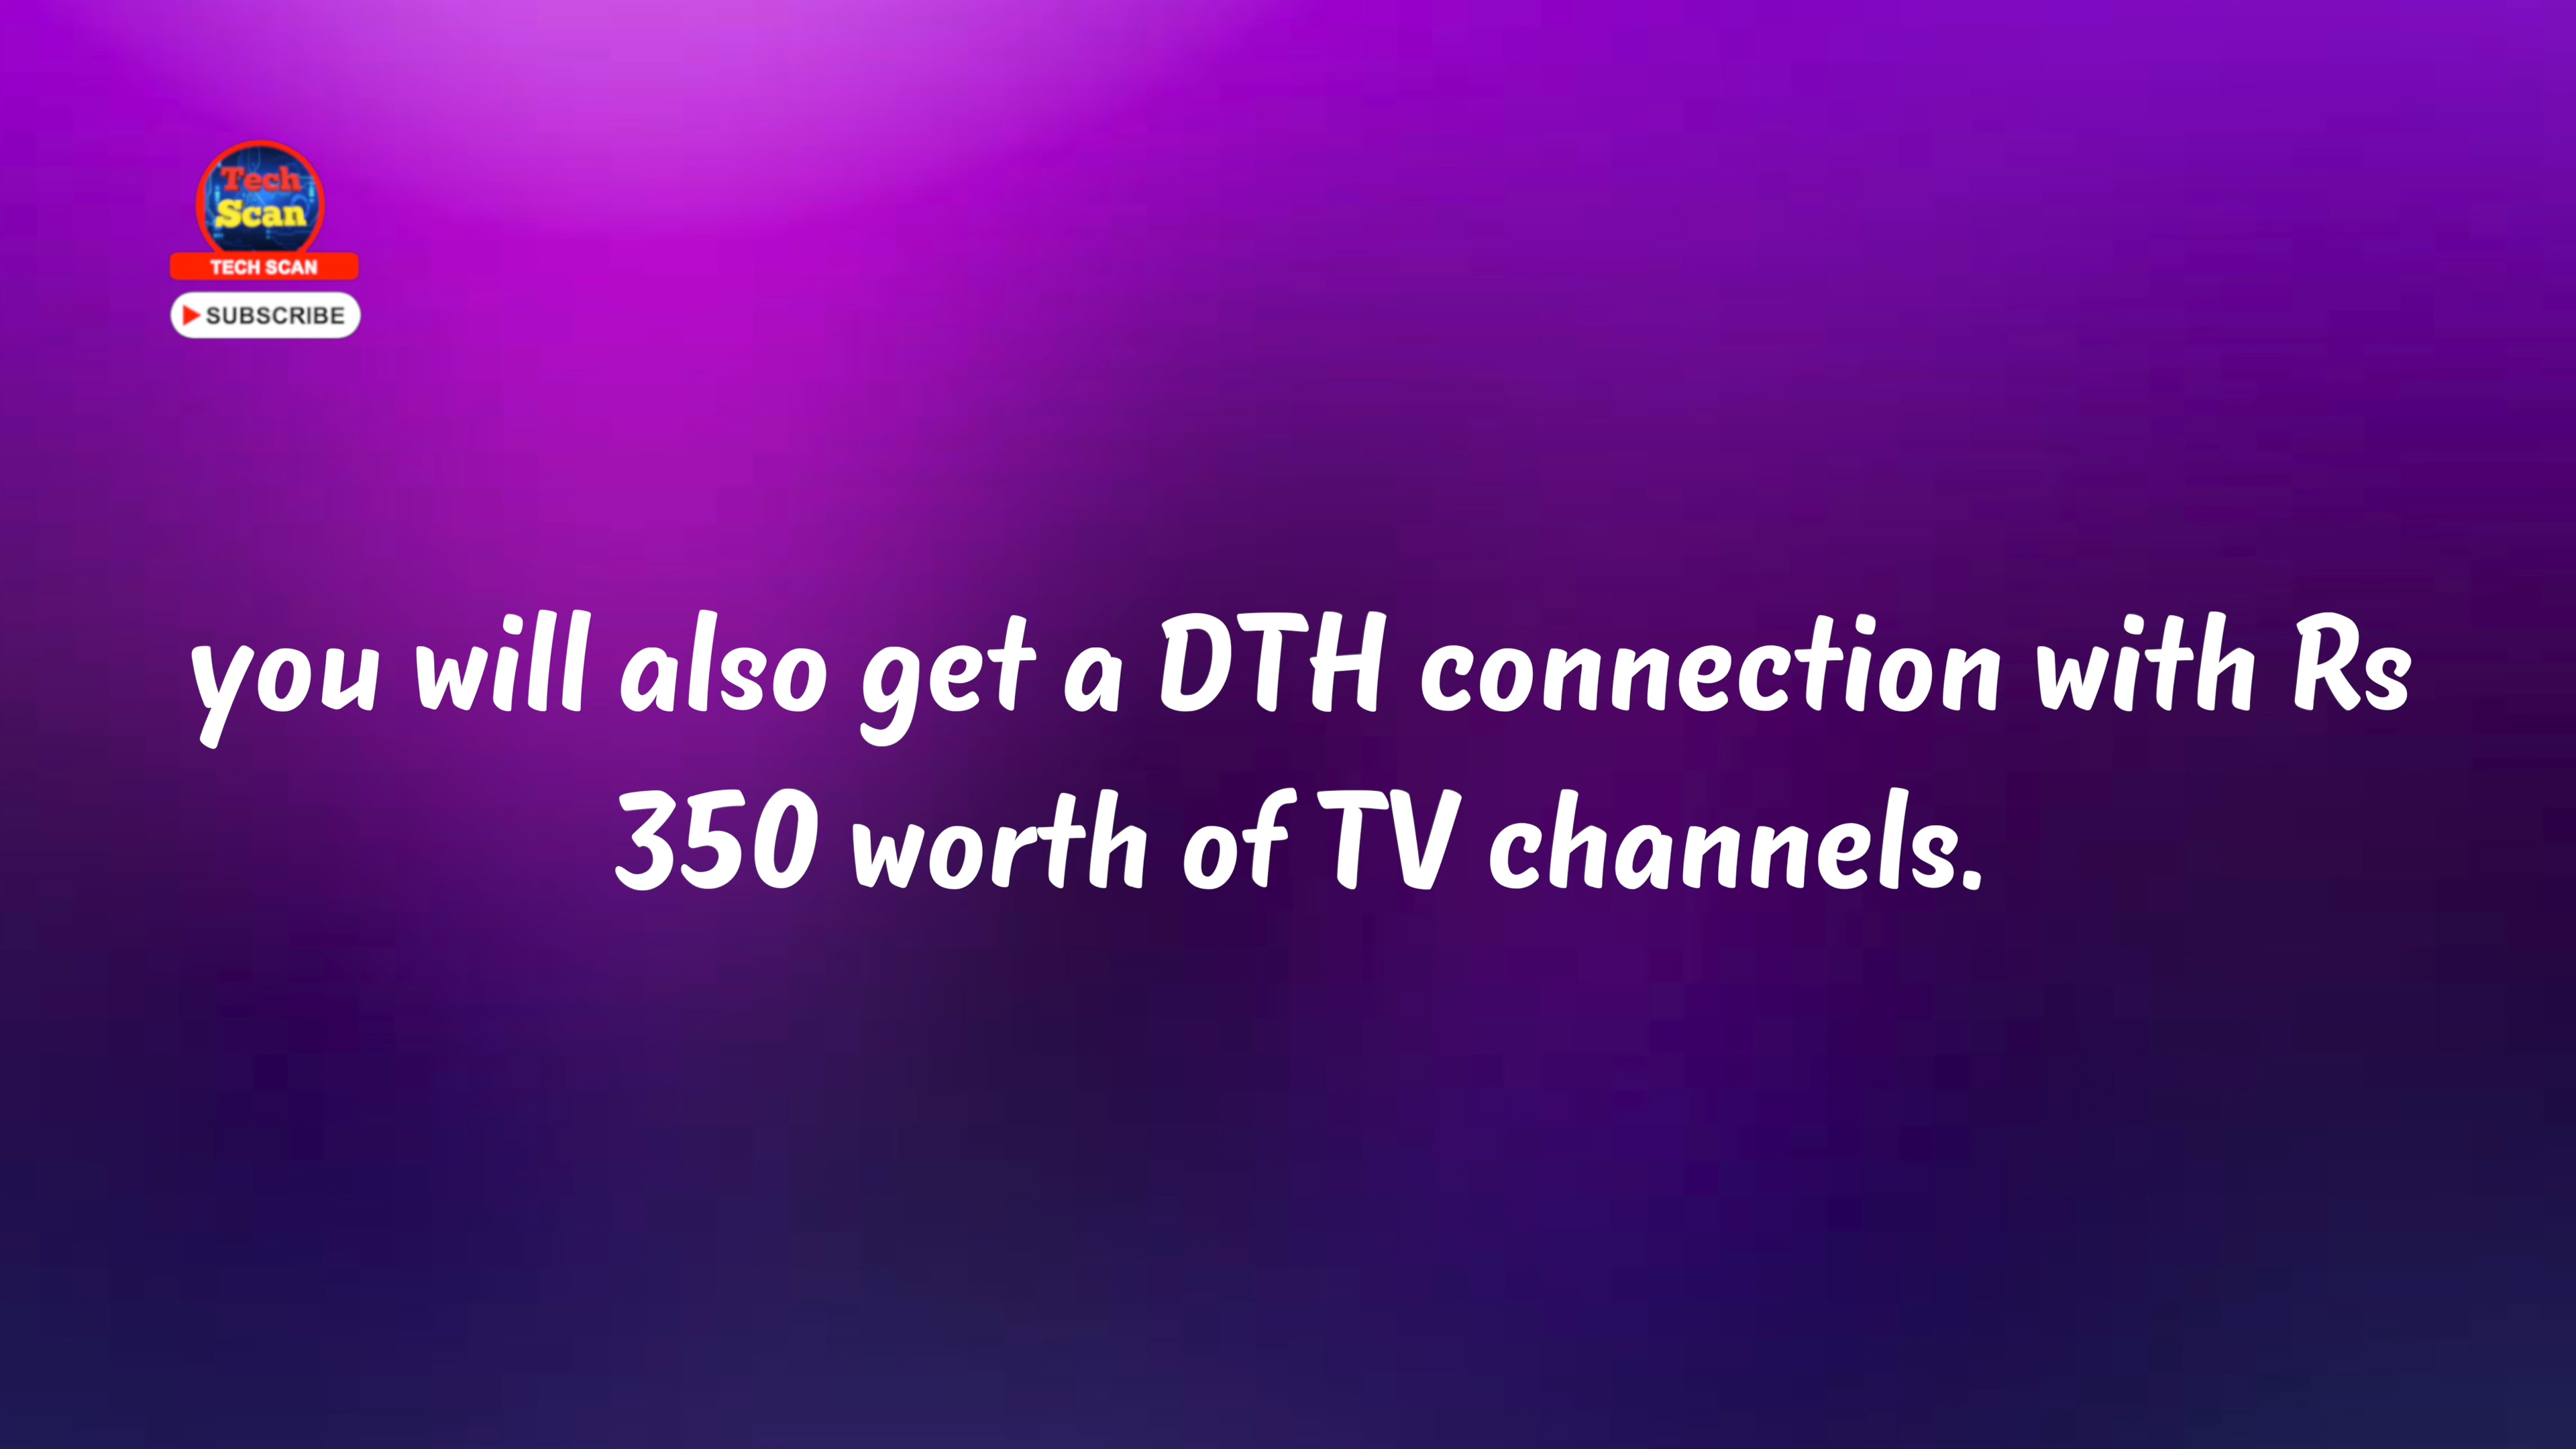 Tech
Scan
TECH SCAN
SUBSCRIBE
you will also get a DTH connection with Rs
350 worth of TV channels.